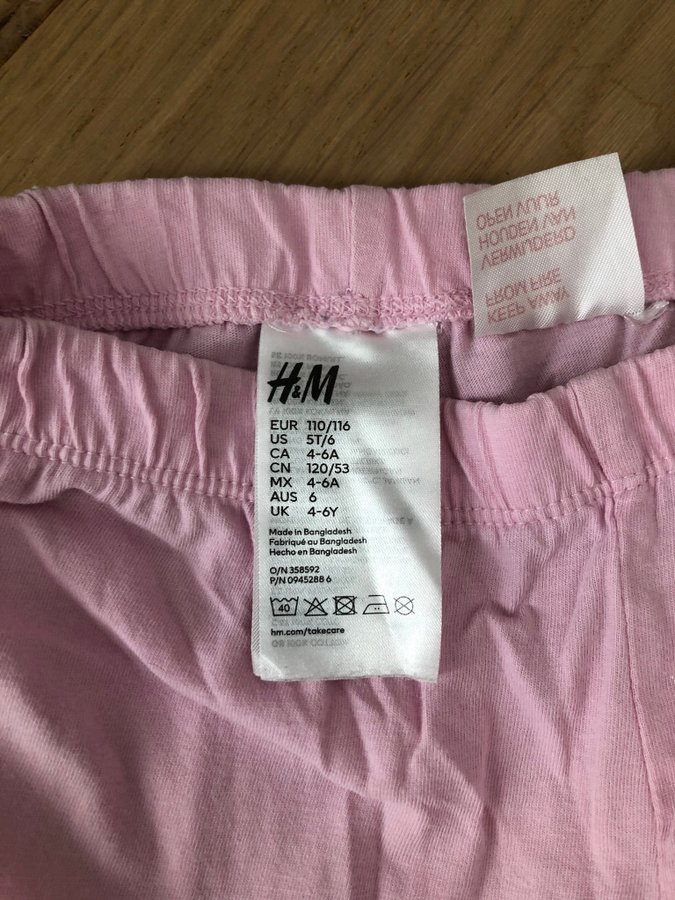 KEEP AWAY
FROM FIRE
VERWIJDERD
HOUDEN VAN
OPEN VUUR
H&M
EUR 110/116
US 5T/6
CA 4-6A
CN 120/53
MX 4-6A
AUS 6
UK 4-6Y
Made in Bangladesh
Fabriqué au Bangladesh
Hecho en Bangladesh
O/N 358592
P/N 0945288 6
40
hm.com/takecare